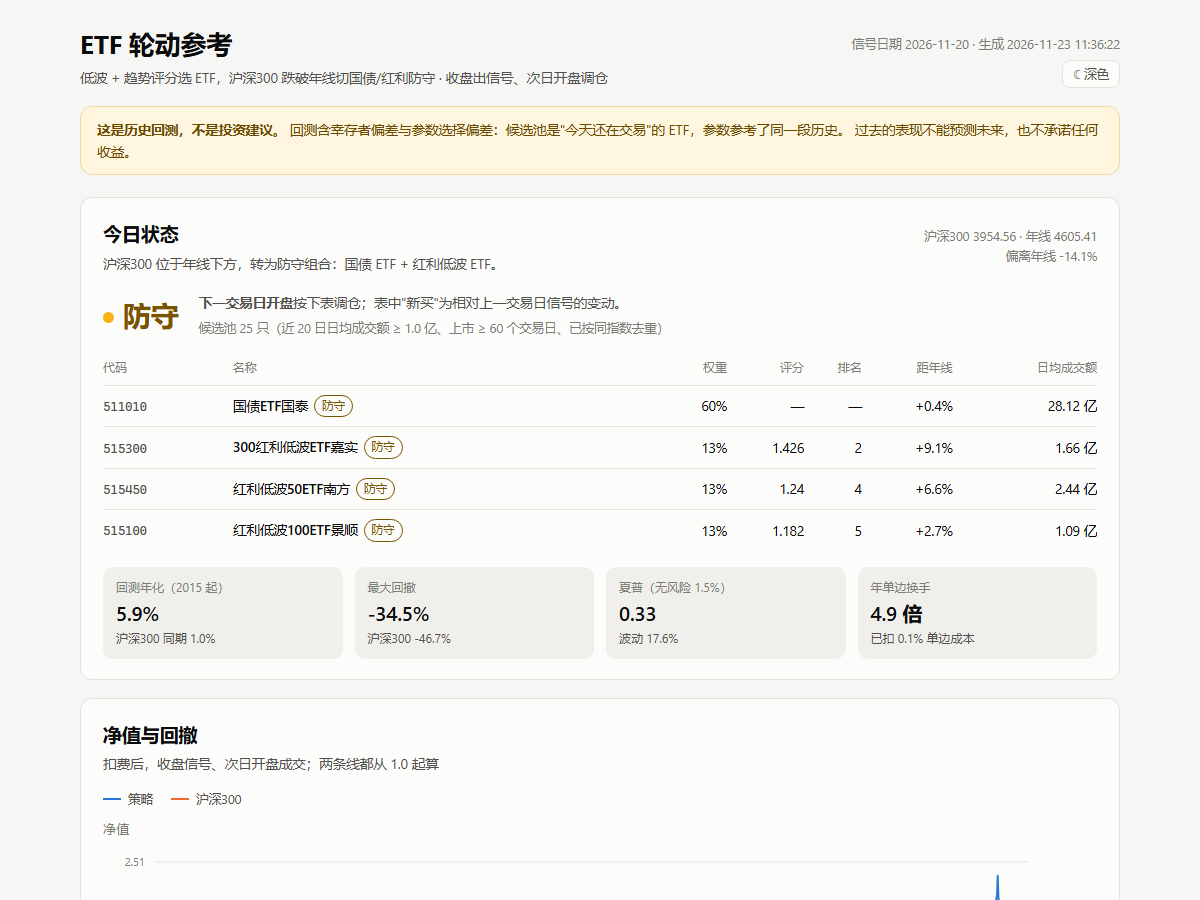 ETF 轮动参考
信号日期 2026-11-20 · 生成 2026-11-23 11:36:22
低波 + 趋势评分选 ETF，沪深300 跌破年线切国债/红利防守 · 收盘出信号、次日开盘调仓
☾ 深色
这是历史回测，不是投资建议。 回测含幸存者偏差与参数选择偏差：候选池是"今天还在交易"的 ETF，参数参考了同一段历史。 过去的表现不能预测未来，也不承诺任何
收益。
今日状态
沪深300 3954.56 · 年线 4605.41
沪深300 位于年线下方，转为防守组合：国债 ETF + 红利低波 ETF。
偏离年线 -14.1%
防守
下一交易日开盘按下表调仓；表中"新买"为相对上一交易日信号的变动。
候选池 25 只（近 20 日日均成交额 ≥ 1.0 亿、上市 ≥ 60 个交易日、已按同指数去重）
代码 名称 权重 评分 排名 距年线 日均成交额
511010 国债ETF国泰 防守 60% — — +0.4% 28.12 亿
515300 300红利低波ETF嘉实 防守 13% 1.426 2 +9.1% 1.66 亿
515450 红利低波50ETF南方 防守 13% 1.24 4 +6.6% 2.44 亿
515100 红利低波100ETF景顺 防守 13% 1.182 5 +2.7% 1.09 亿
回测年化（2015 起） 最大回撤 夏普（无风险 1.5%） 年单边换手
5.9% -34.5% 0.33 4.9 倍
沪深300 同期 1.0% 沪深300 -46.7% 波动 17.6% 已扣 0.1% 单边成本
净值与回撤
扣费后，收盘信号、次日开盘成交；两条线都从 1.0 起算
策略 沪深300
净值
2.51